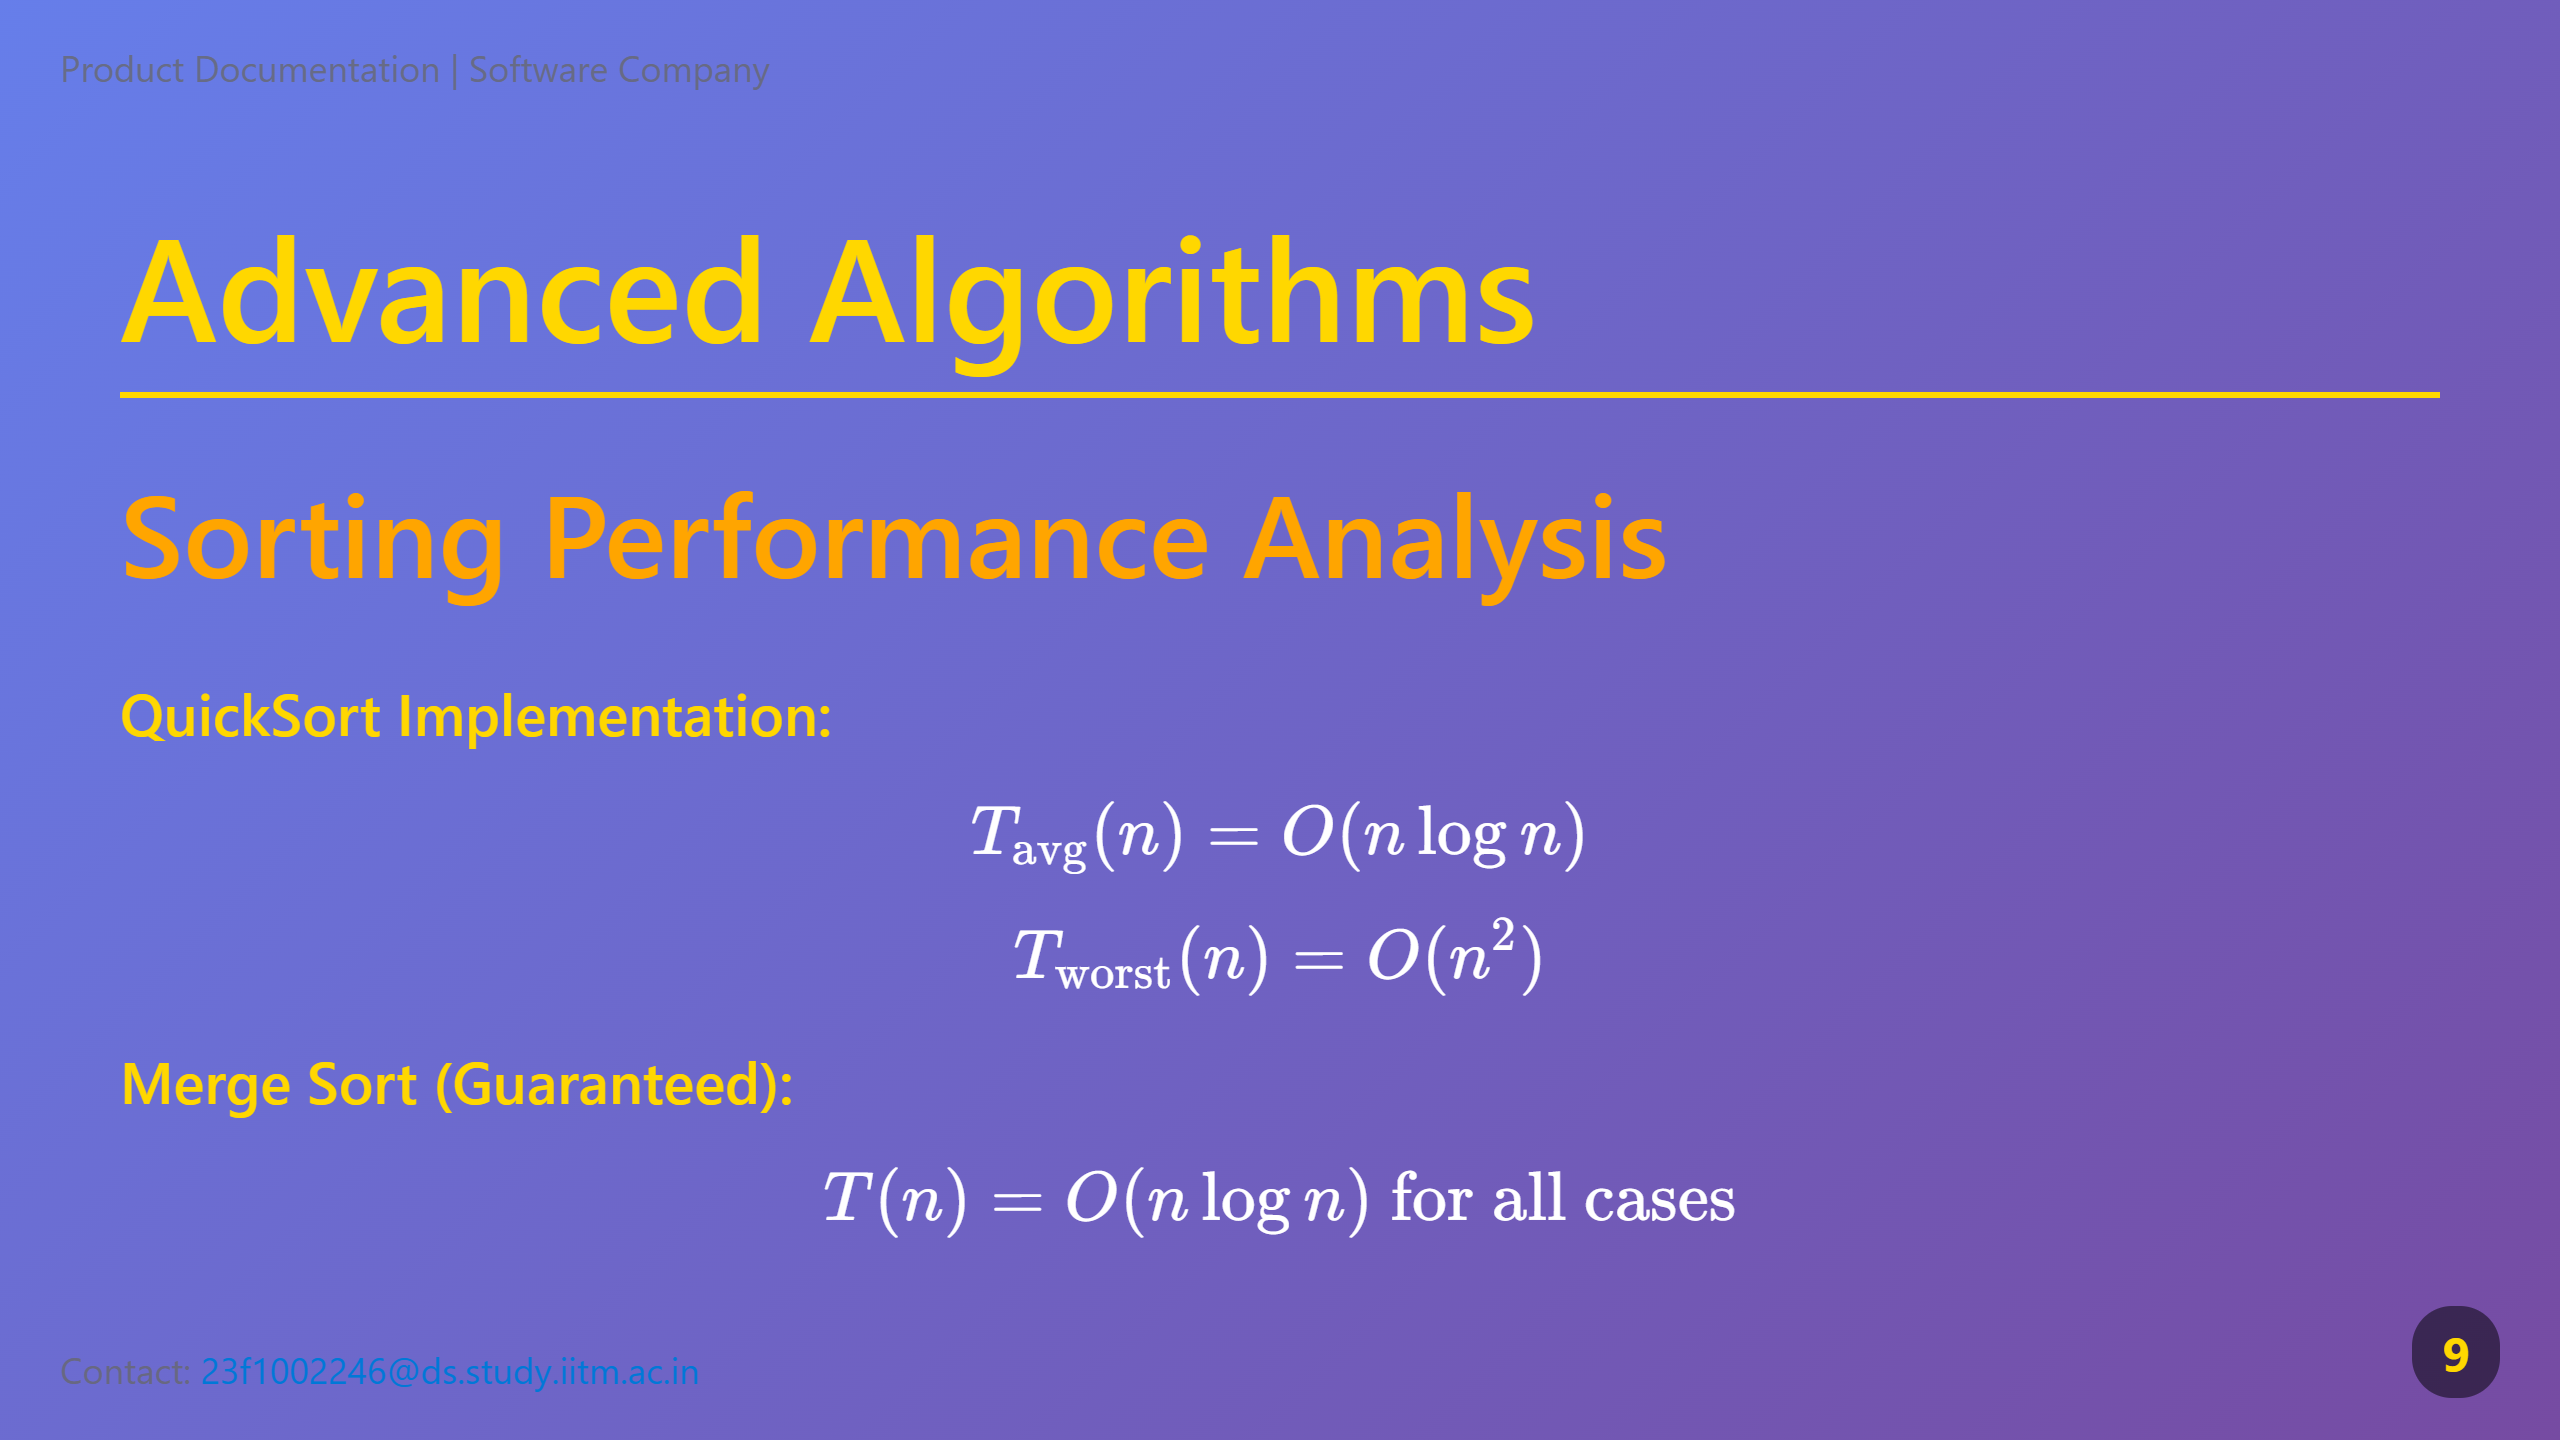 Product Documentation | Software Company
Advanced Algorithms
Sorting Performance Analysis
QuickSort Implementation:
T_avg(n) = O(n log n)
T_worst(n) = O(n²)
Merge Sort (Guaranteed):
T(n) = O(n log n) for all cases
Contact: 23f1002246@ds.study.iitm.ac.in
9